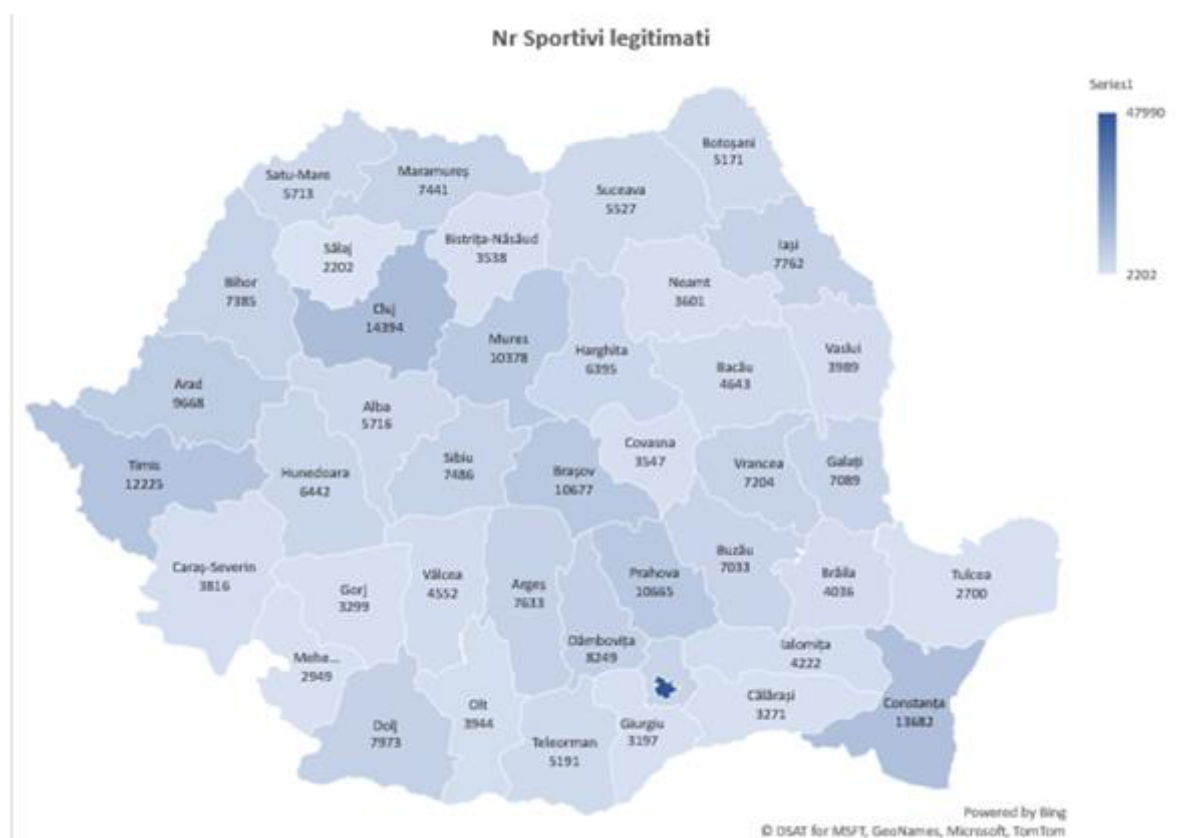 Nr Sportivi legitimati
Series1
47990
2202
Botoșani
5171
Satu-Mare
5713
Maramureș
7441
Suceava
5527
Sălaj
2202
Bistrița-Năsăud
3538
Iași
7762
Bihor
7385
Cluj
14394
Neamt
3601
Mures
10378
Harghita
6395
Vaslui
3989
Bacău
4643
Arad
9668
Alba
5716
Timis
12225
Hunedoara
6442
Sibiu
7486
Brașov
10677
Covasna
3547
Vrancea
7204
Galați
7089
Caraș-Severin
3816
Gorj
3299
Vâlcea
4552
Arges
7633
Prahova
10665
Buzău
7033
Brăila
4036
Tulcea
2700
Dâmbovița
8249
Ialomița
4222
Mehe...
2949
Călărași
3271
Constanța
13682
Dolj
7973
Olt
3944
Teleorman
5191
Giurgiu
3197
Powered by Bing
© DSAT for MSFT, GeoNames, Microsoft, TomTom